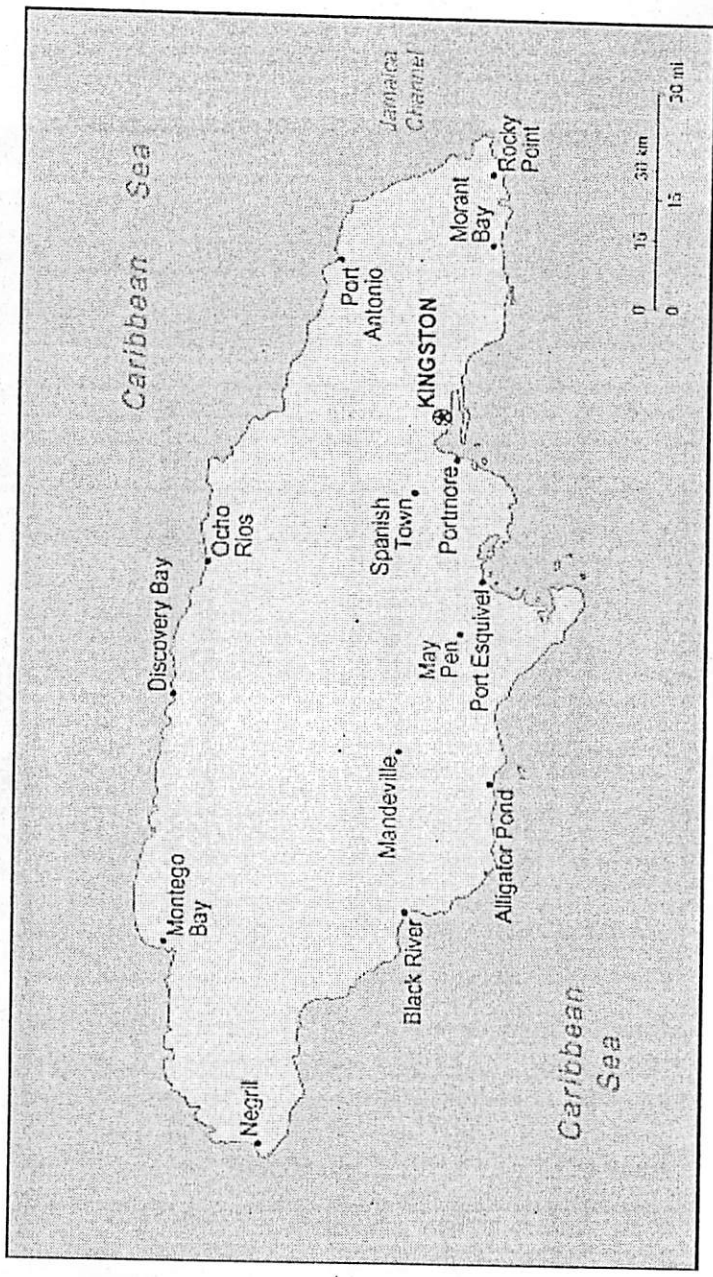 Caribbean Sea
Jamaica
Channel
Montego
Bay
Discovery Bay
Ocho
Rios
Negril
Port
Antonio
Mandeville
Spanish
Town
KINGSTON
Black River
May
Pen
Portmore
Morant
Bay
Port Esquivel
Rocky
Point
Alligator Pond
Caribbean
Sea
0 15 30 km
0 15 30 mi